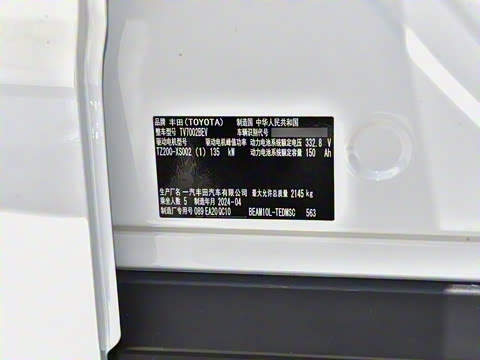 品牌 丰田(TOYOTA) 制造国 中华人民共和国
整车型号 TV7002BEV 车辆识别代号
驱动电机型号 驱动电机峰值功率 动力电池系统额定电压 332.8 V
TZ200-XS002 (1) 135 kW 动力电池系统额定容量 150 Ah
生产厂名 一汽丰田汽车有限公司 最大允许总质量 2145 kg
乘坐人数 5 制造年月 2024-04
制造厂专用号 089 EA20 QC10 BEAM10L-TEDMSC 563